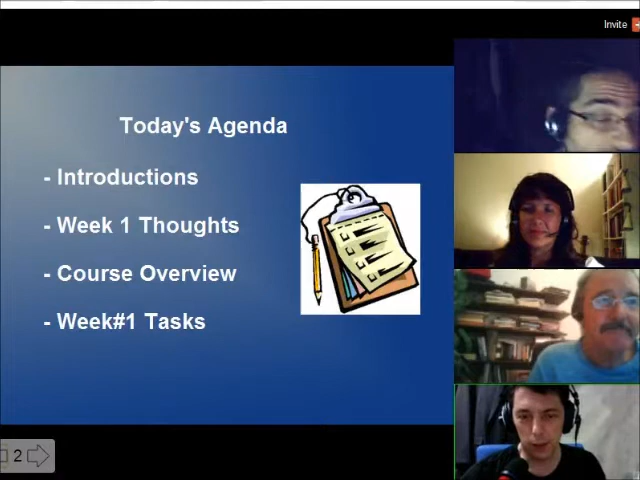 Invite
Today's Agenda
- Introductions
- Week 1 Thoughts
- Course Overview
- Week#1 Tasks
2